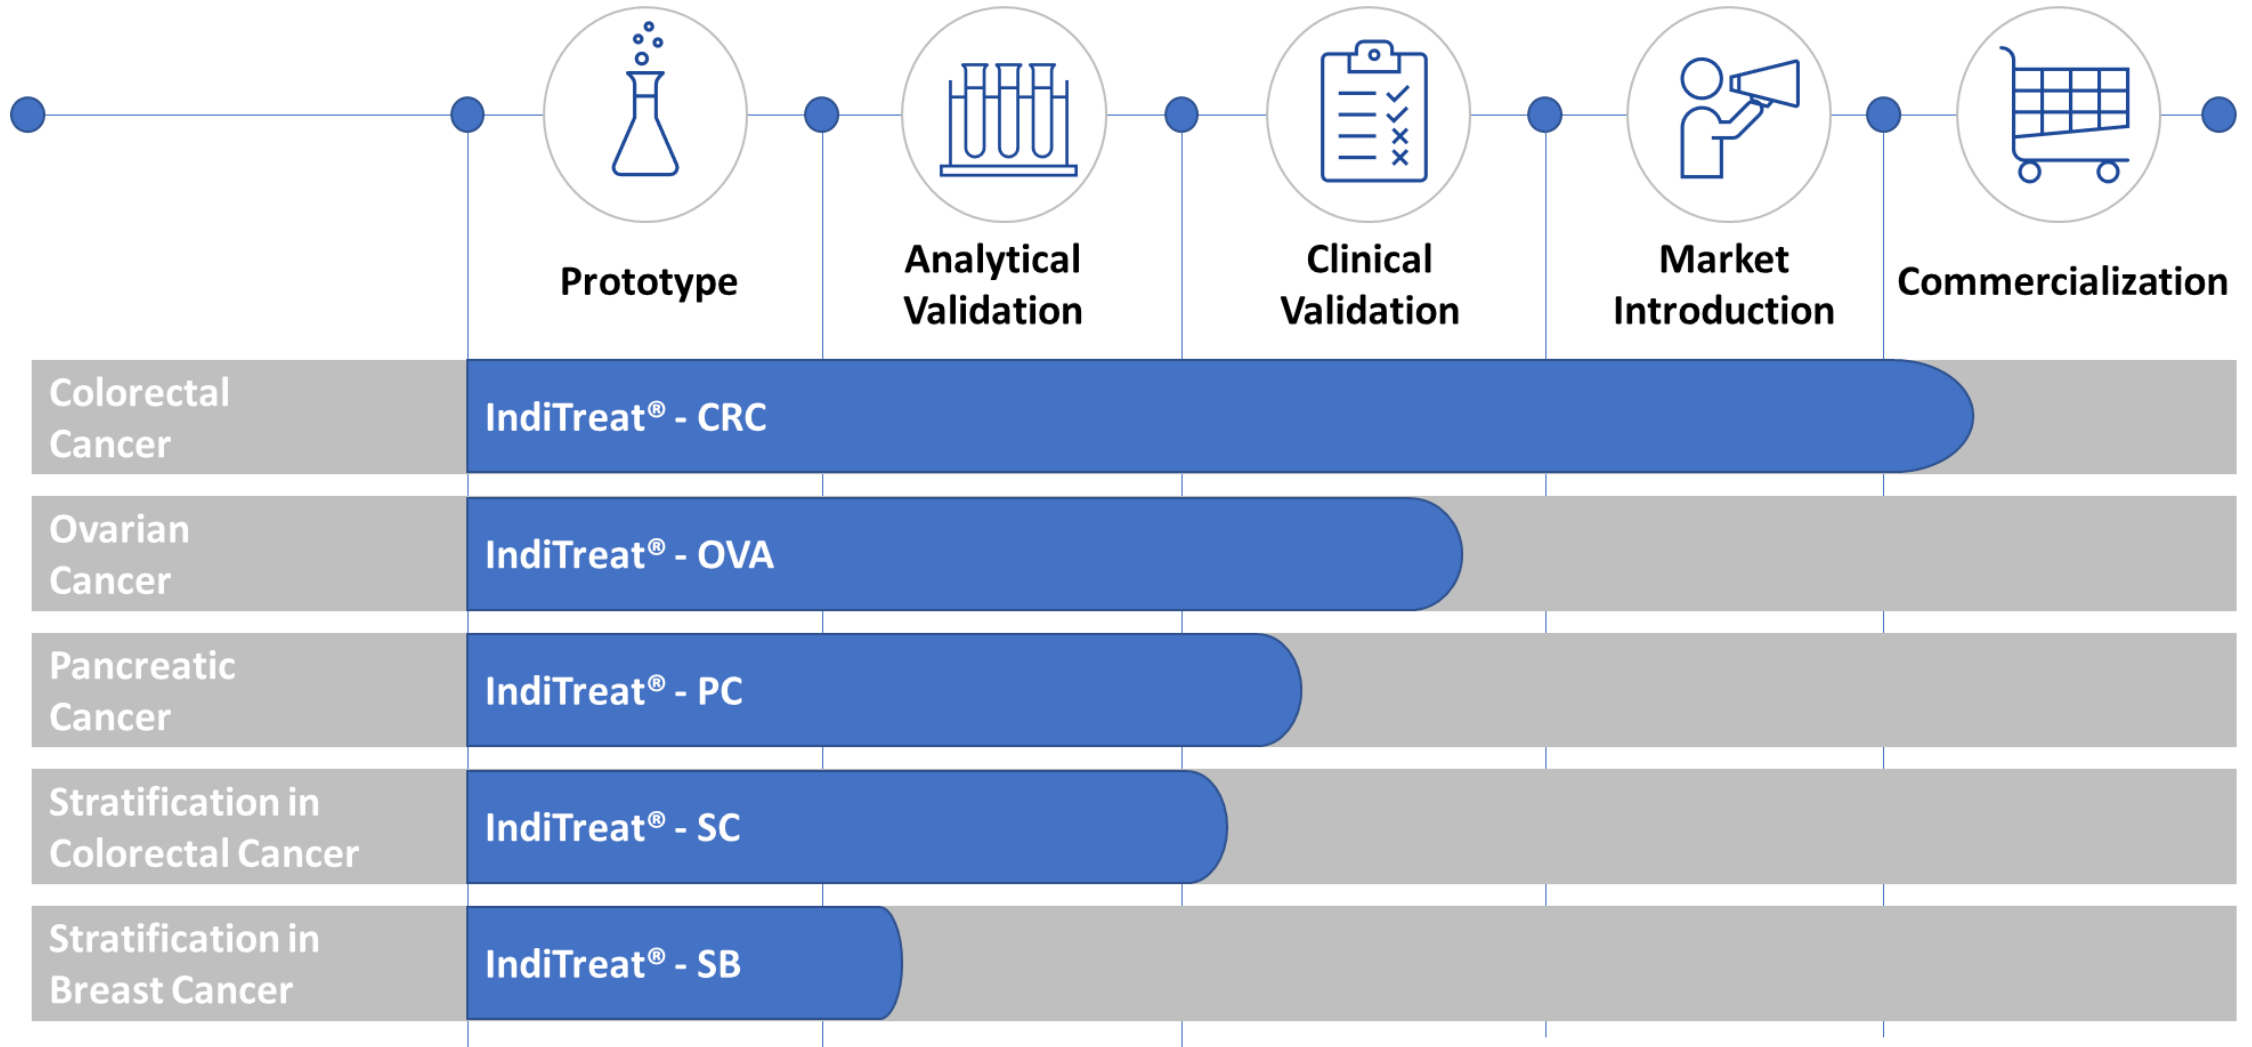 Prototype
Analytical
Validation
Clinical
Validation
Market
Introduction
Commercialization
Colorectal
Cancer
IndiTreat® - CRC
Ovarian
Cancer
IndiTreat® - OVA
Pancreatic
Cancer
IndiTreat® - PC
Stratification in
Colorectal Cancer
IndiTreat® - SC
Stratification in
Breast Cancer
IndiTreat® - SB